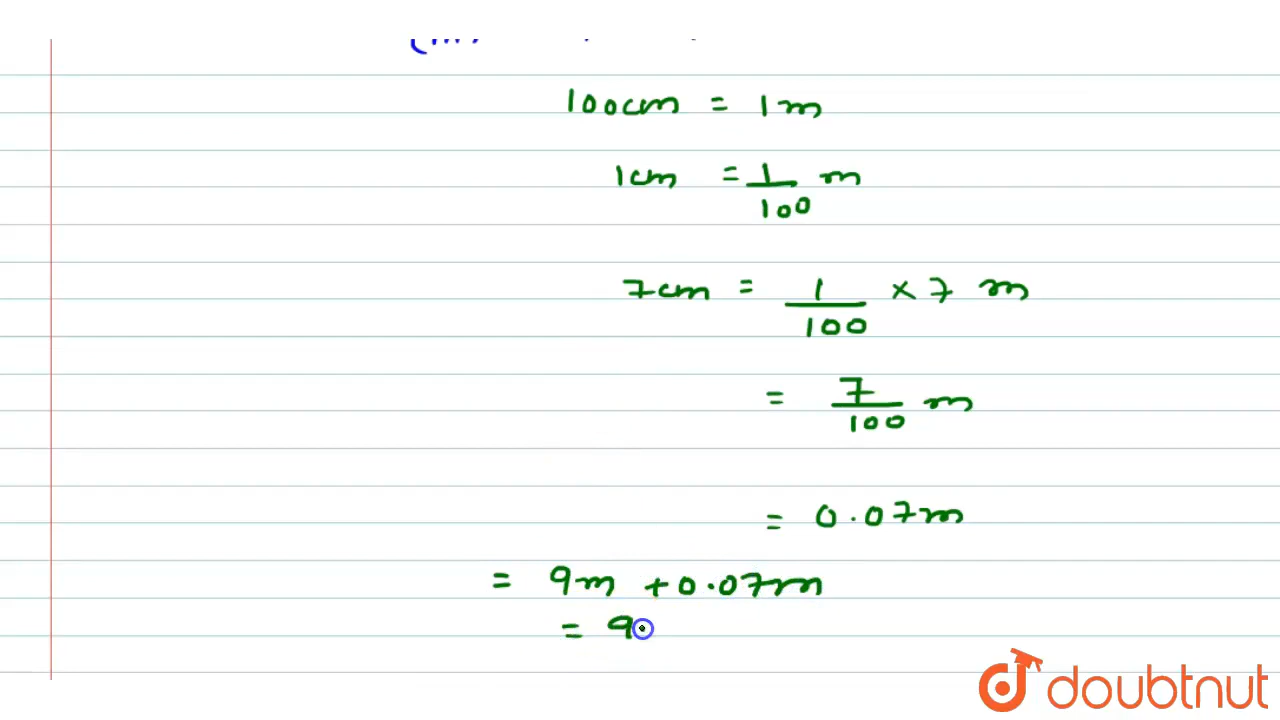 100cm = 1m
1cm = 1/100 m
7cm = 1/100 × 7 m
= 7/100 m
= 0.07m
= 9m + 0.07m
= 9.
doubtnut